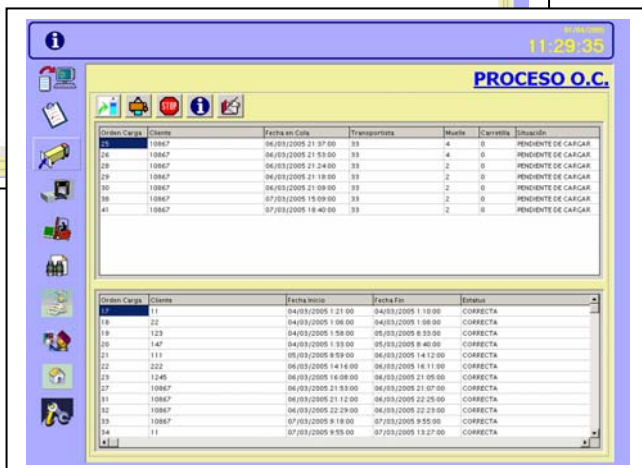 01/04/2005
11:29:35
PROCESO O.C.
STOP
Orden Carga Cliente Fecha en Cola Transportista Muelle Carretilla Situación
25 10867 06/03/2005 21:37:00 33 4 0 PENDIENTE DE CARGAR
26 10867 06/03/2005 21:53:00 33 4 0 PENDIENTE DE CARGAR
28 10867 06/03/2005 21:24:00 33 2 0 PENDIENTE DE CARGAR
29 10867 06/03/2005 21:18:00 33 2 0 PENDIENTE DE CARGAR
30 10867 06/03/2005 21:09:00 33 2 0 PENDIENTE DE CARGAR
38 10867 07/03/2005 15:09:00 33 2 0 PENDIENTE DE CARGAR
41 10867 07/03/2005 18:40:00 33 2 0 PENDIENTE DE CARGAR
Orden Carga Cliente Fecha Inicio Fecha Fin Estatus
17 11 04/03/2005 1:21:00 04/03/2005 1:10:00 CORRECTA
18 22 04/03/2005 1:06:00 04/03/2005 1:08:00 CORRECTA
19 123 04/03/2005 1:58:00 05/03/2005 8:33:00 CORRECTA
20 147 04/03/2005 1:33:00 05/03/2005 8:40:00 CORRECTA
21 111 05/03/2005 8:59:00 06/03/2005 14:12:00 CORRECTA
22 222 06/03/2005 14:16:00 06/03/2005 16:11:00 CORRECTA
23 1245 06/03/2005 16:08:00 06/03/2005 21:05:00 CORRECTA
27 10867 06/03/2005 21:53:00 06/03/2005 21:07:00 CORRECTA
31 10867 06/03/2005 21:12:00 06/03/2005 22:25:00 CORRECTA
32 10867 06/03/2005 22:29:00 06/03/2005 22:23:00 CORRECTA
33 10867 07/03/2005 9:18:00 07/03/2005 9:55:00 CORRECTA
34 11 07/03/2005 9:55:00 07/03/2005 13:27:00 CORRECTA